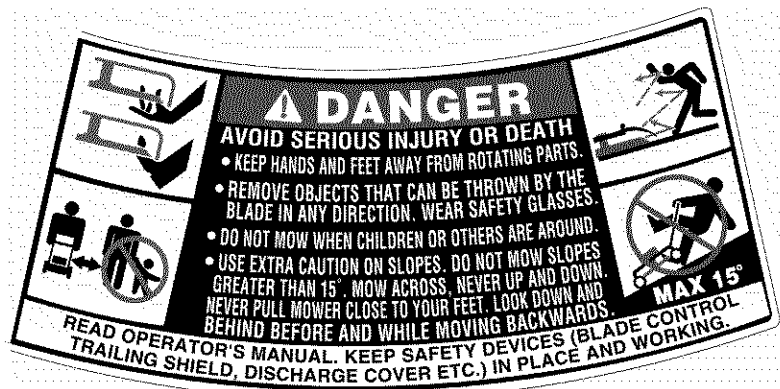 ⚠ DANGER
AVOID SERIOUS INJURY OR DEATH
• KEEP HANDS AND FEET AWAY FROM ROTATING PARTS.
• REMOVE OBJECTS THAT CAN BE THROWN BY THE
BLADE IN ANY DIRECTION. WEAR SAFETY GLASSES.
• DO NOT MOW WHEN CHILDREN OR OTHERS ARE AROUND.
• USE EXTRA CAUTION ON SLOPES. DO NOT MOW SLOPES
GREATER THAN 15°. MOW ACROSS, NEVER UP AND DOWN.
NEVER PULL MOWER CLOSE TO YOUR FEET. LOOK DOWN AND
BEHIND BEFORE AND WHILE MOVING BACKWARDS.
MAX 15°
READ OPERATOR'S MANUAL. KEEP SAFETY DEVICES (BLADE CONTROL
TRAILING SHIELD, DISCHARGE COVER ETC.) IN PLACE AND WORKING.